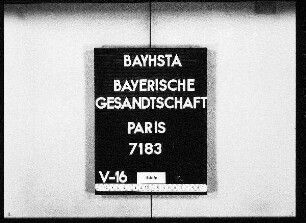 BAYHSTA
BAYERISCHE
GESANDTSCHAFT
PARIS
7183
V-16